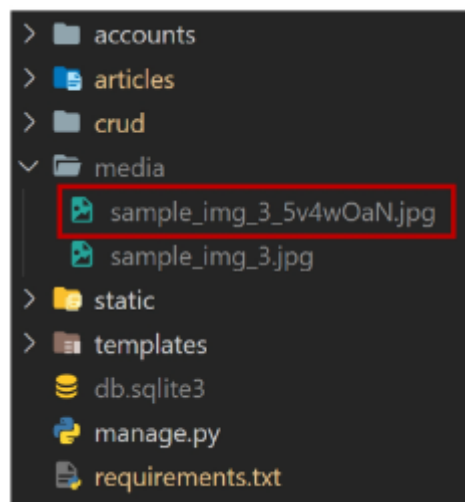 accounts
articles
crud
media
sample_img_3_5v4wOaN.jpg
sample_img_3.jpg
static
templates
db.sqlite3
manage.py
requirements.txt